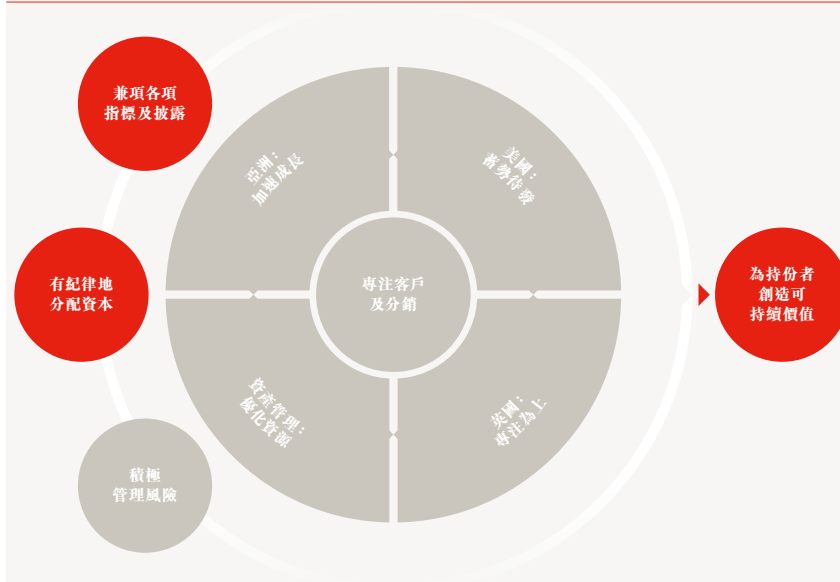 兼項各項
指標及披露
有紀律地
分配資本
積極
管理風險
亞洲：
加速成長
美國：
蓄勢待發
專注客戶
及分銷
資產管理：
優化資源
英國：
專注為上
為持份者
創造可
持續價值